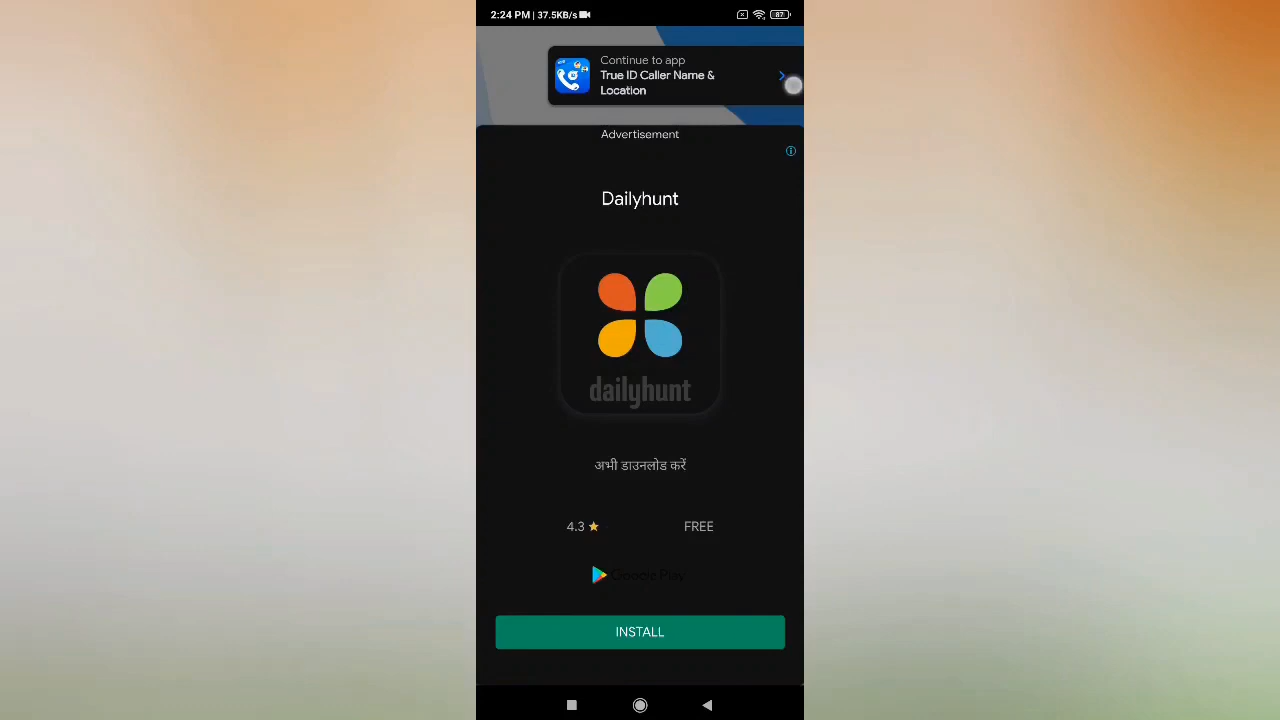 2:24 PM | 37.5KB/s
87
Continue to app
True ID Caller Name &
Location
Advertisement
Dailyhunt
dailyhunt
अभी डाउनलोड करें
4.3 ★
FREE
Google Play
INSTALL